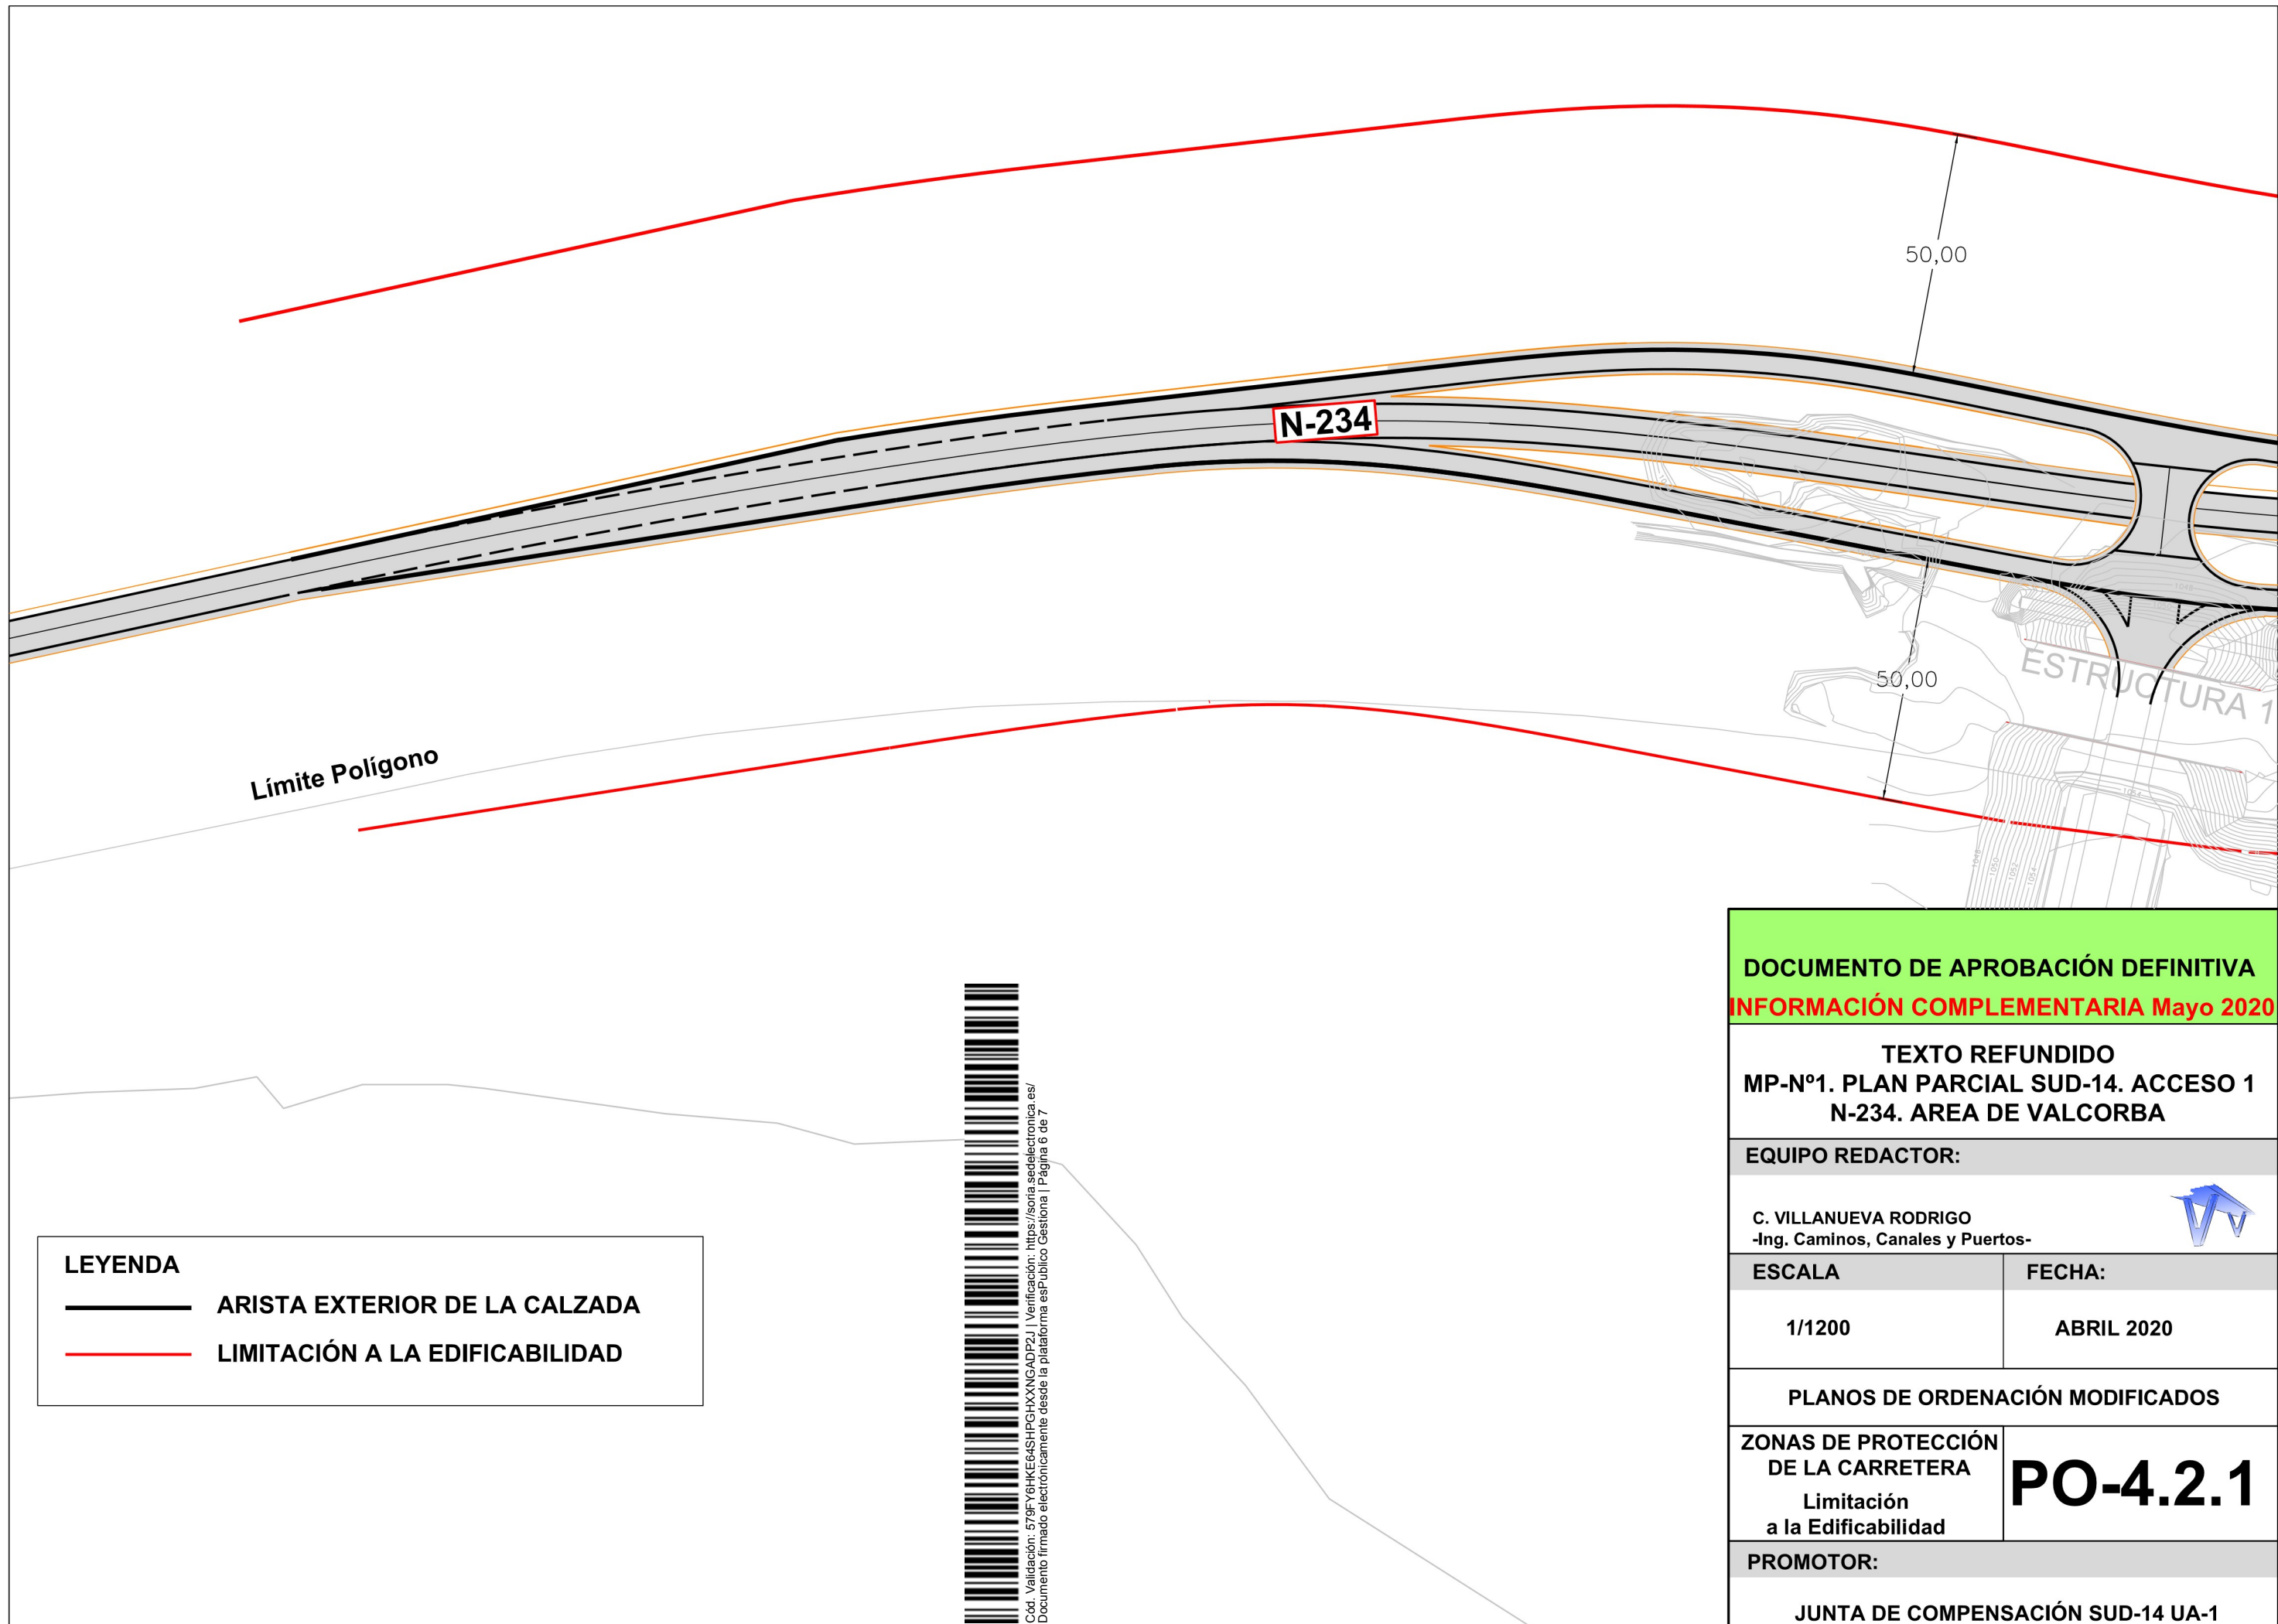 50,00
N-234
50,00
ESTRUCTURA 1
Límite Polígono
1048
1050
1052
1054
1054
DOCUMENTO DE APROBACIÓN DEFINITIVA
INFORMACIÓN COMPLEMENTARIA Mayo 2020
TEXTO REFUNDIDO
MP-Nº1. PLAN PARCIAL SUD-14. ACCESO 1
N-234. AREA DE VALCORBA
EQUIPO REDACTOR:
C. VILLANUEVA RODRIGO
-Ing. Caminos, Canales y Puertos-
ESCALA
FECHA:
1/1200
ABRIL 2020
PLANOS DE ORDENACIÓN MODIFICADOS
ZONAS DE PROTECCIÓN
DE LA CARRETERA
Limitación
a la Edificabilidad
PO-4.2.1
PROMOTOR:
JUNTA DE COMPENSACIÓN SUD-14 UA-1
LEYENDA
ARISTA EXTERIOR DE LA CALZADA
LIMITACIÓN A LA EDIFICABILIDAD
Cód. Validación: 579FY6HKE64SHPGHXXNGADP2J | Verificación: https://soria.sedelectronica.es/
Documento firmado electrónicamente desde la plataforma esPublico Gestiona | Página 6 de 7